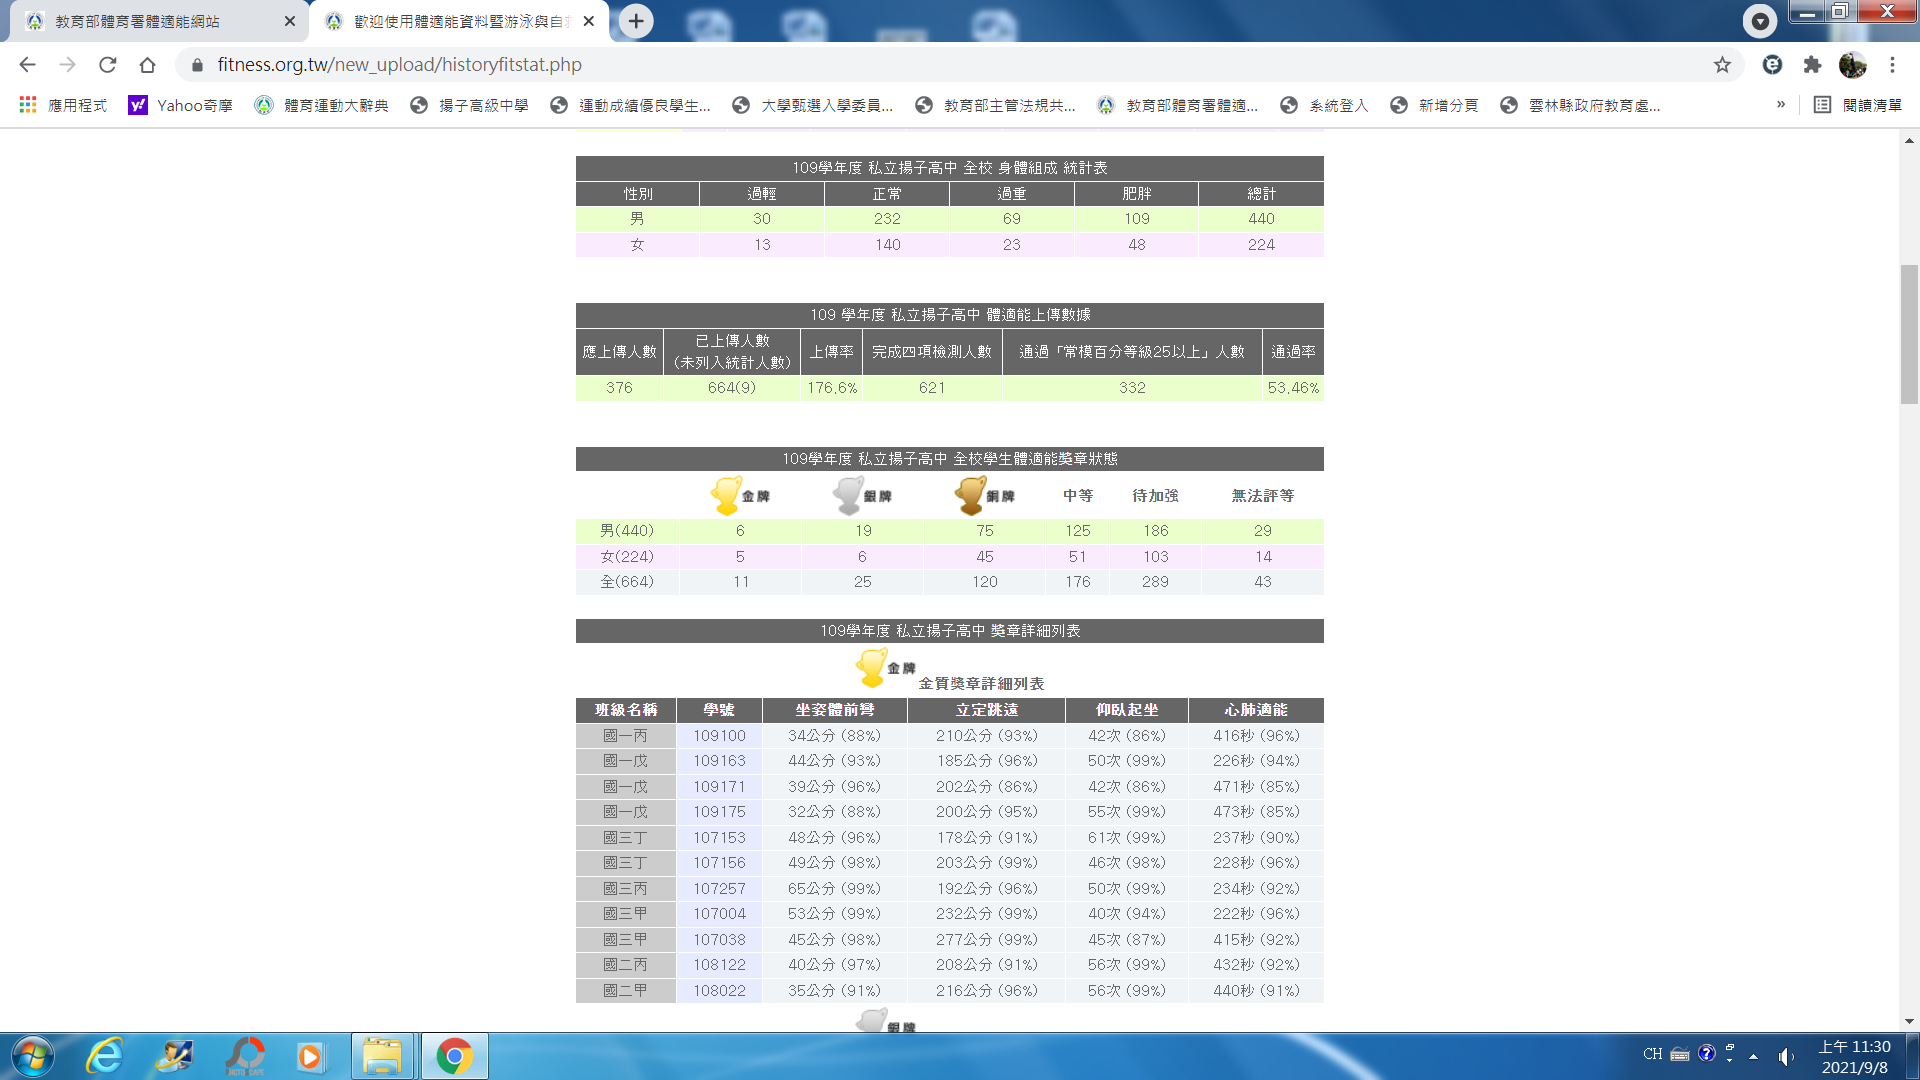 教育部體育署體適能網站
歡迎使用體適能資料暨游泳與自
fitness.org.tw/new_upload/historyfitstat.php
應用程式 Yahoo奇摩 體育運動大辭典 揚子高級中學 運動成績優良學生... 大學甄選入學委員... 教育部主管法規共... 教育部體育署體適... 系統登入 新增分頁 雲林縣政府教育處... » 閱讀清單
109學年度 私立揚子高中 全校 身體組成 統計表
性別 過輕 正常 過重 肥胖 總計
男 30 232 69 109 440
女 13 140 23 48 224
109 學年度 私立揚子高中 體適能上傳數據
應上傳人數 已上傳人數 (未列入統計人數) 上傳率 完成四項檢測人數 通過「常模百分等級25以上」人數 通過率
376 664(9) 176.6% 621 332 53.46%
109學年度 私立揚子高中 全校學生體適能獎章狀態
金牌 銀牌 銅牌 中等 待加強 無法評等
男(440) 6 19 75 125 186 29
女(224) 5 6 45 51 103 14
全(664) 11 25 120 176 289 43
109學年度 私立揚子高中 獎章詳細列表
金牌 金質獎章詳細列表
班級名稱 學號 坐姿體前彎 立定跳遠 仰臥起坐 心肺適能
國一丙 109100 34公分 (88%) 210公分 (93%) 42次 (86%) 416秒 (96%)
國一戊 109163 44公分 (93%) 185公分 (96%) 50次 (99%) 226秒 (94%)
國一戊 109171 39公分 (96%) 202公分 (86%) 42次 (86%) 471秒 (85%)
國一戊 109175 32公分 (88%) 200公分 (95%) 55次 (99%) 473秒 (85%)
國三丁 107153 48公分 (96%) 178公分 (91%) 61次 (99%) 237秒 (90%)
國三丁 107156 49公分 (98%) 203公分 (99%) 46次 (98%) 228秒 (96%)
國三丙 107257 65公分 (99%) 192公分 (96%) 50次 (99%) 234秒 (92%)
國三甲 107004 53公分 (99%) 232公分 (99%) 40次 (94%) 222秒 (96%)
國三甲 107038 45公分 (98%) 277公分 (99%) 45次 (87%) 415秒 (92%)
國二丙 108122 40公分 (97%) 208公分 (91%) 56次 (99%) 432秒 (92%)
國二甲 108022 35公分 (91%) 216公分 (96%) 56次 (99%) 440秒 (91%)
銀牌
CH
上午 11:30
2021/9/8